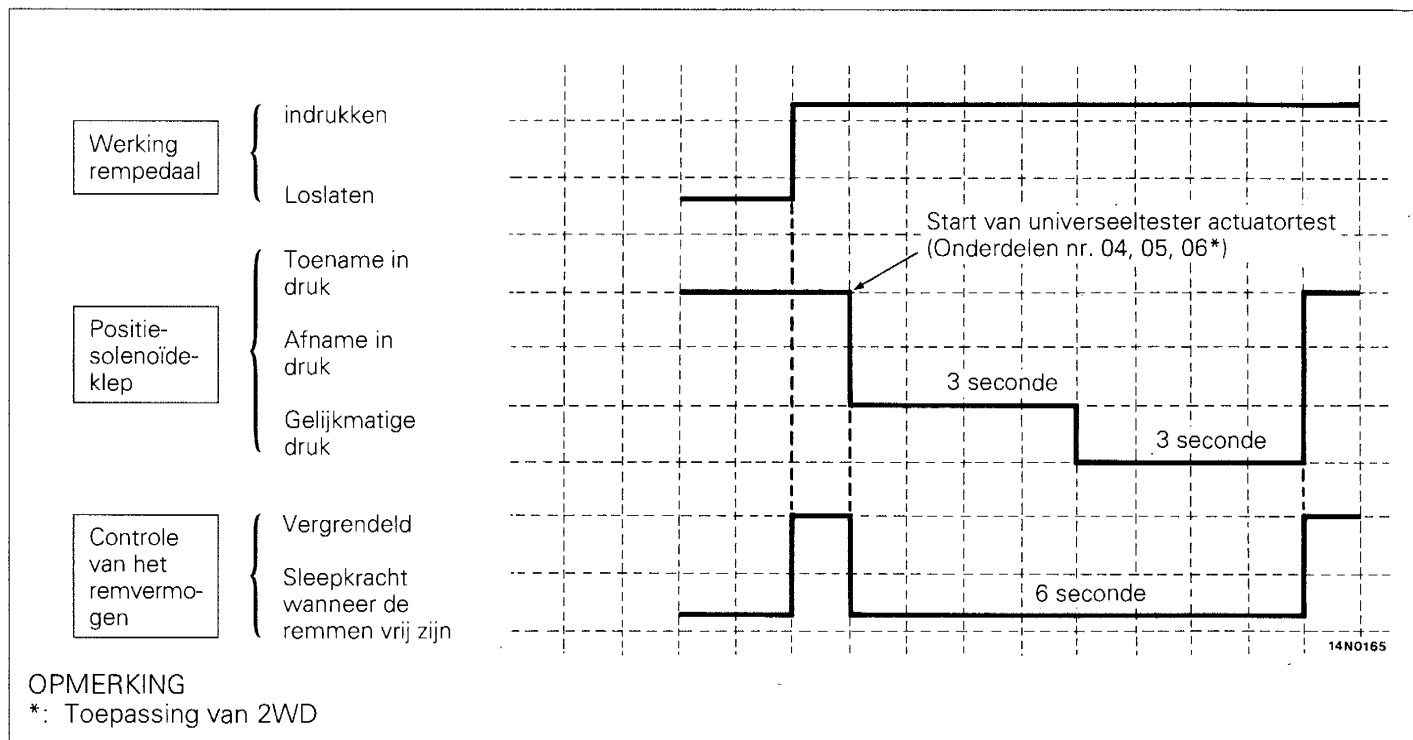 Werking
rempedaal
indrukken
Loslaten
Start van universeeltester actuatortest
(Onderdelen nr. 04, 05, 06*)
Positie-
solenoïde-
klep
Toename in
druk
Afname in
druk
Gelijkmatige
druk
3 seconde
3 seconde
Controle
van het
remvermo-
gen
Vergrendeld
Sleepkracht
wanneer de
remmen vrij zijn
6 seconde
14N0165
OPMERKING
*: Toepassing van 2WD